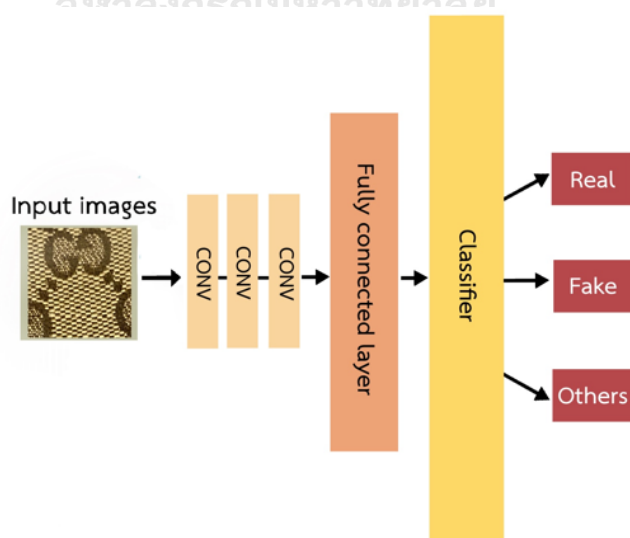 Input images
CONV
CONV
CONV
Fully connected layer
Classifier
Real
Fake
Others